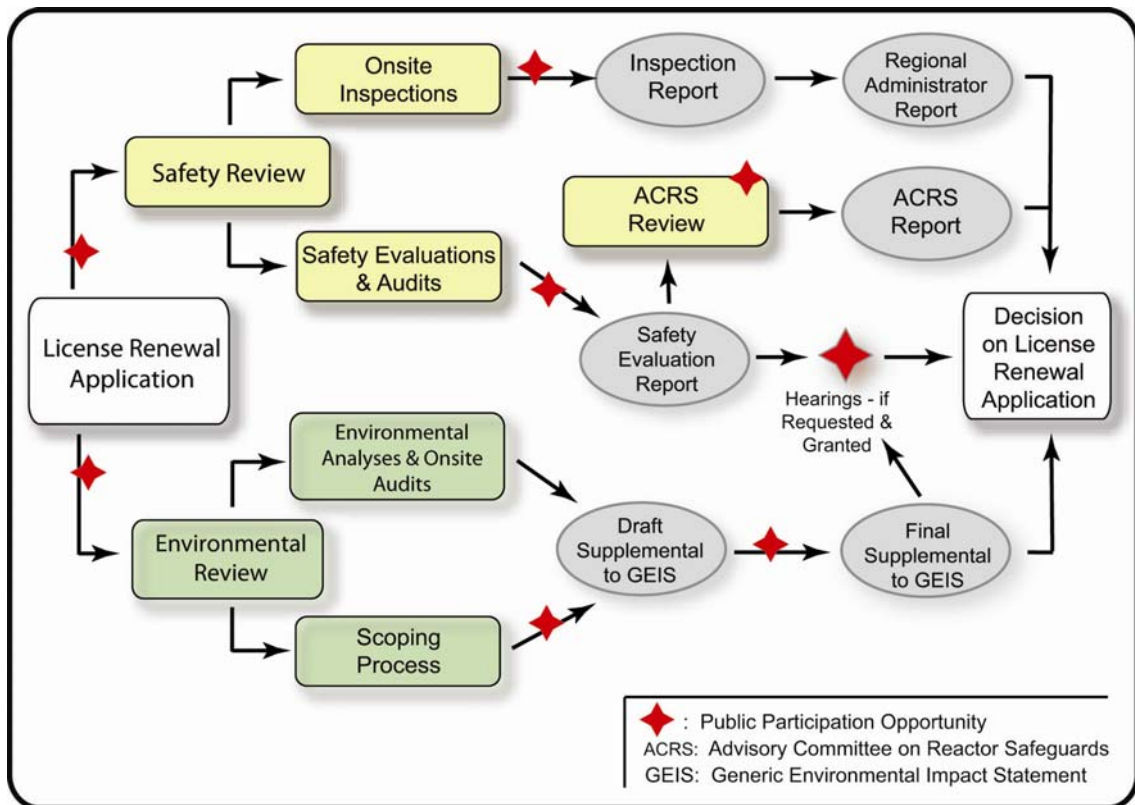 Onsite
Inspections
Inspection
Report
Regional
Administrator
Report
Safety Review
ACRS
Review
ACRS
Report
Safety Evaluations
& Audits
License Renewal
Application
Safety
Evaluation
Report
Hearings - if
Requested &
Granted
Decision
on License
Renewal
Application
Environmental
Analyses & Onsite
Audits
Environmental
Review
Draft
Supplemental
to GEIS
Final
Supplemental
to GEIS
Scoping
Process
: Public Participation Opportunity
ACRS: Advisory Committee on Reactor Safeguards
GEIS: Generic Environmental Impact Statement